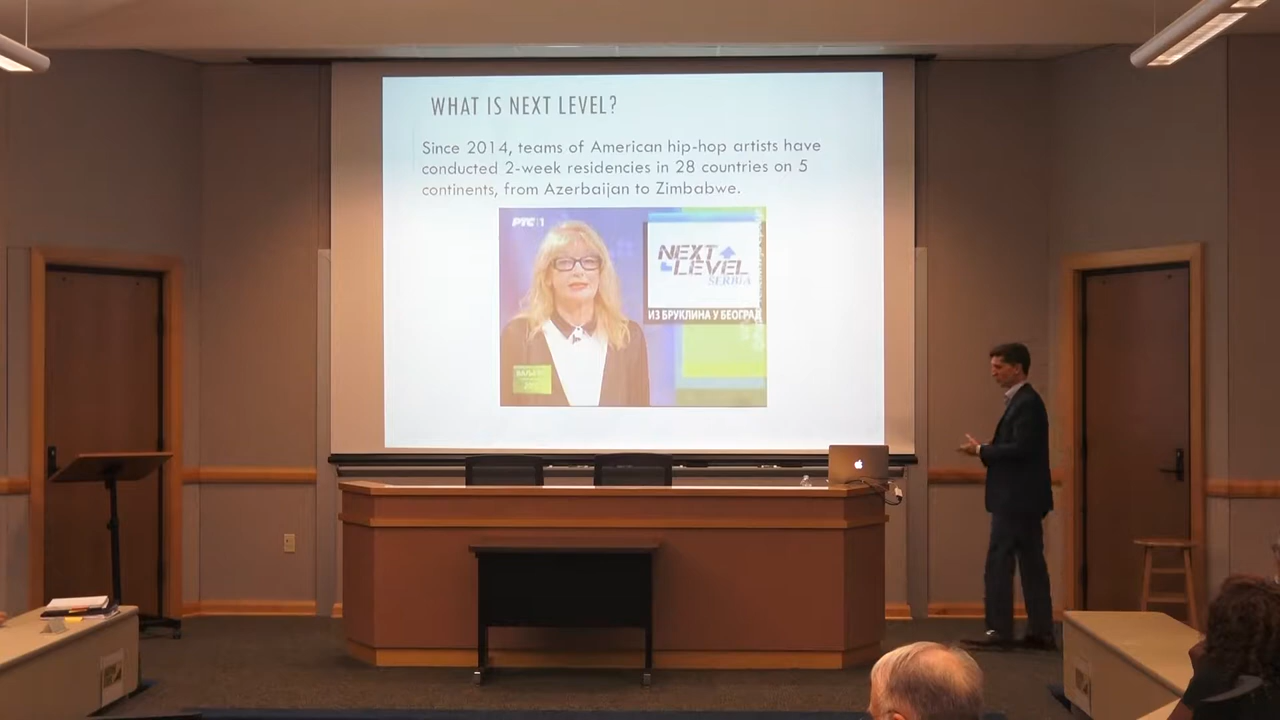 WHAT IS NEXT LEVEL?
Since 2014, teams of American hip-hop artists have
conducted 2-week residencies in 28 countries on 5
continents, from Azerbaijan to Zimbabwe.
РТС 1
NEXT
LEVEL
SERBIA
ИЗ БРУКЛИНА У БЕОГРАД